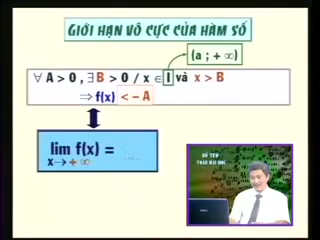 GIỚI HẠN VÔ CỰC CỦA HÀM SỐ
(a ; + ∞)
∀ A > 0 , ∃ B > 0 / x ∈ I và x > B
⇒ f(x) < − A
lim f(x) =
x → + ∞